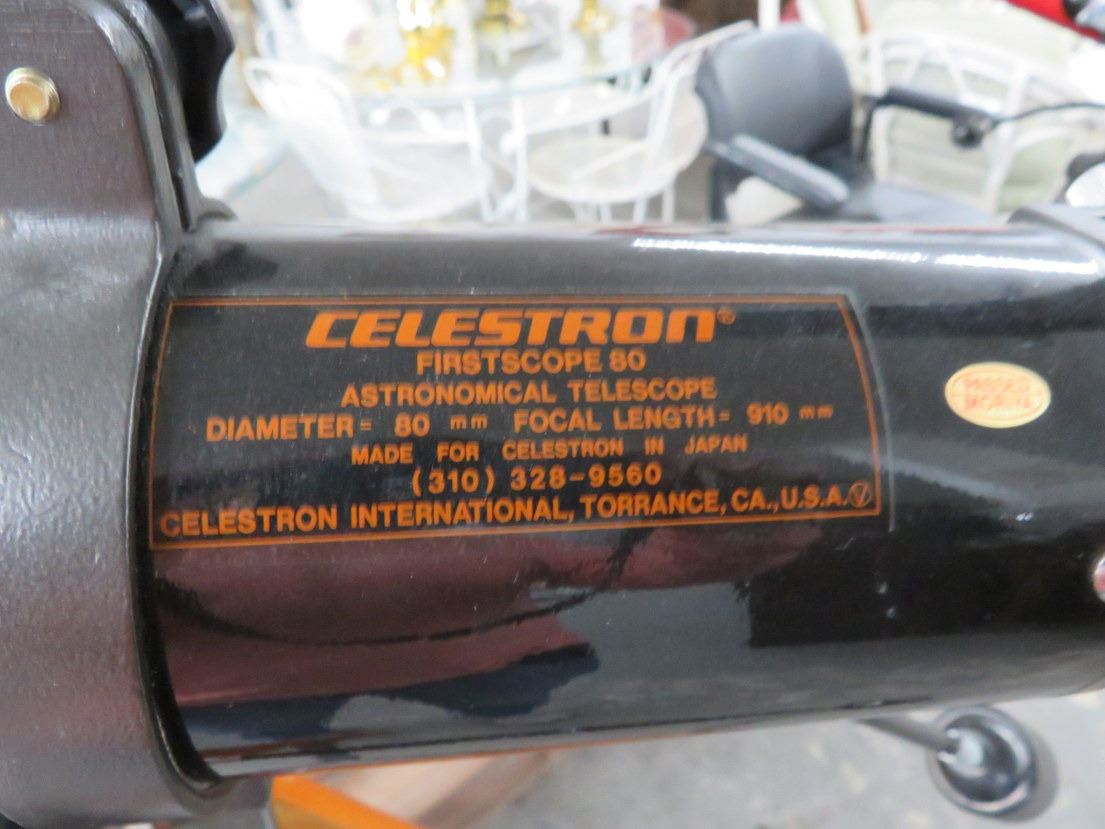 CELESTRON®
FIRSTSCOPE 80
ASTRONOMICAL TELESCOPE
DIAMETER = 80 mm FOCAL LENGTH = 910 mm
MADE FOR CELESTRON IN JAPAN
(310) 328-9560
CELESTRON INTERNATIONAL, TORRANCE, CA., U.S.A. Ⓥ
PASSED